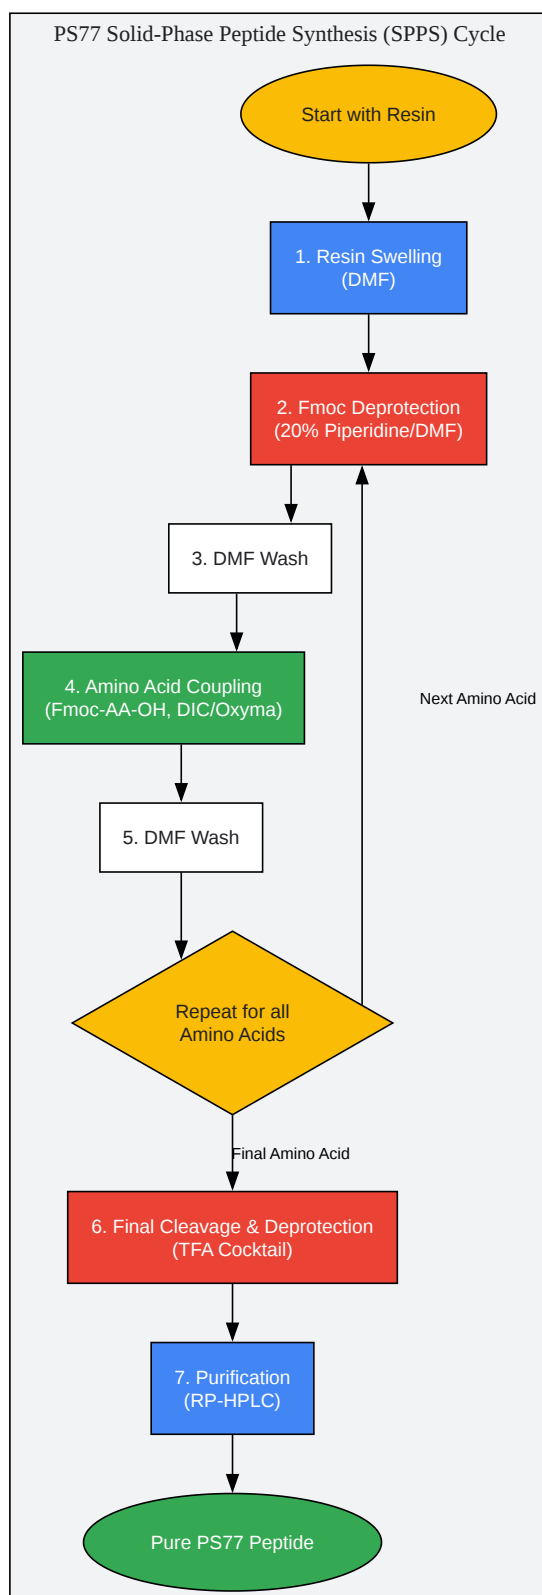 PS77 Solid-Phase Peptide Synthesis (SPPS) Cycle
Start with Resin
1. Resin Swelling
(DMF)
2. Fmoc Deprotection
(20% Piperidine/DMF)
3. DMF Wash
4. Amino Acid Coupling
(Fmoc-AA-OH, DIC/Oxyma)
Next Amino Acid
5. DMF Wash
Repeat for all
Amino Acids
Final Amino Acid
6. Final Cleavage & Deprotection
(TFA Cocktail)
7. Purification
(RP-HPLC)
Pure PS77 Peptide